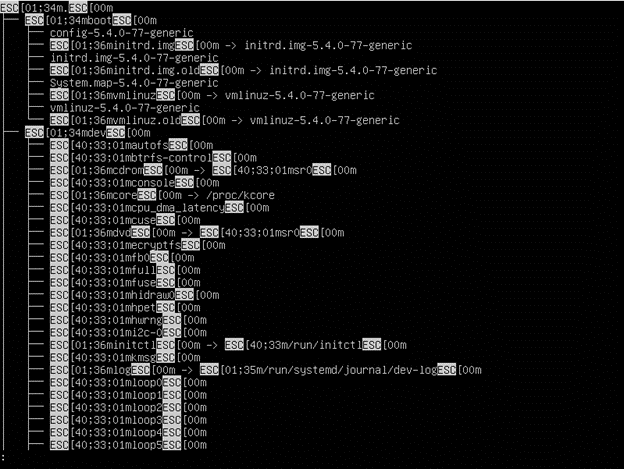 ESC[01;34m.ESC[00m
├── ESC[01;34mbootESC[00m
│   ├── config-5.4.0-77-generic
│   ├── ESC[01;36minitrd.imgESC[00m -> initrd.img-5.4.0-77-generic
│   ├── initrd.img-5.4.0-77-generic
│   ├── ESC[01;36minitrd.img.oldESC[00m -> initrd.img-5.4.0-77-generic
│   ├── System.map-5.4.0-77-generic
│   ├── ESC[01;36mvmlinuzESC[00m -> vmlinuz-5.4.0-77-generic
│   ├── vmlinuz-5.4.0-77-generic
│   └── ESC[01;36mvmlinuz.oldESC[00m -> vmlinuz-5.4.0-77-generic
├── ESC[01;34mdevESC[00m
│   ├── ESC[40;33;01mautofsESC[00m
│   ├── ESC[40;33;01mbtrfs-controlESC[00m
│   ├── ESC[01;36mcdromESC[00m -> ESC[40;33;01msr0ESC[00m
│   ├── ESC[40;33;01mconsoleESC[00m
│   ├── ESC[01;36mcoreESC[00m -> /proc/kcore
│   ├── ESC[40;33;01mcpu_dma_latencyESC[00m
│   ├── ESC[40;33;01mcuseESC[00m
│   ├── ESC[01;36mdvdESC[00m -> ESC[40;33;01msr0ESC[00m
│   ├── ESC[40;33;01mecryptfsESC[00m
│   ├── ESC[40;33;01mfb0ESC[00m
│   ├── ESC[40;33;01mfullESC[00m
│   ├── ESC[40;33;01mfuseESC[00m
│   ├── ESC[40;33;01mhidraw0ESC[00m
│   ├── ESC[40;33;01mhpetESC[00m
│   ├── ESC[40;33;01mhwrngESC[00m
│   ├── ESC[40;33;01mi2c-0ESC[00m
│   ├── ESC[01;36minitctlESC[00m -> ESC[40;33m/run/initctlESC[00m
│   ├── ESC[40;33;01mkmsgESC[00m
│   ├── ESC[01;36mlogESC[00m -> ESC[01;35m/run/systemd/journal/dev-logESC[00m
│   ├── ESC[40;33;01mloop0ESC[00m
│   ├── ESC[40;33;01mloop1ESC[00m
│   ├── ESC[40;33;01mloop2ESC[00m
│   ├── ESC[40;33;01mloop3ESC[00m
│   ├── ESC[40;33;01mloop4ESC[00m
│   ├── ESC[40;33;01mloop5ESC[00m
: